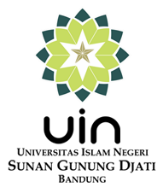 uin
UNIVERSITAS ISLAM NEGERI
SUNAN GUNUNG DJATI
BANDUNG